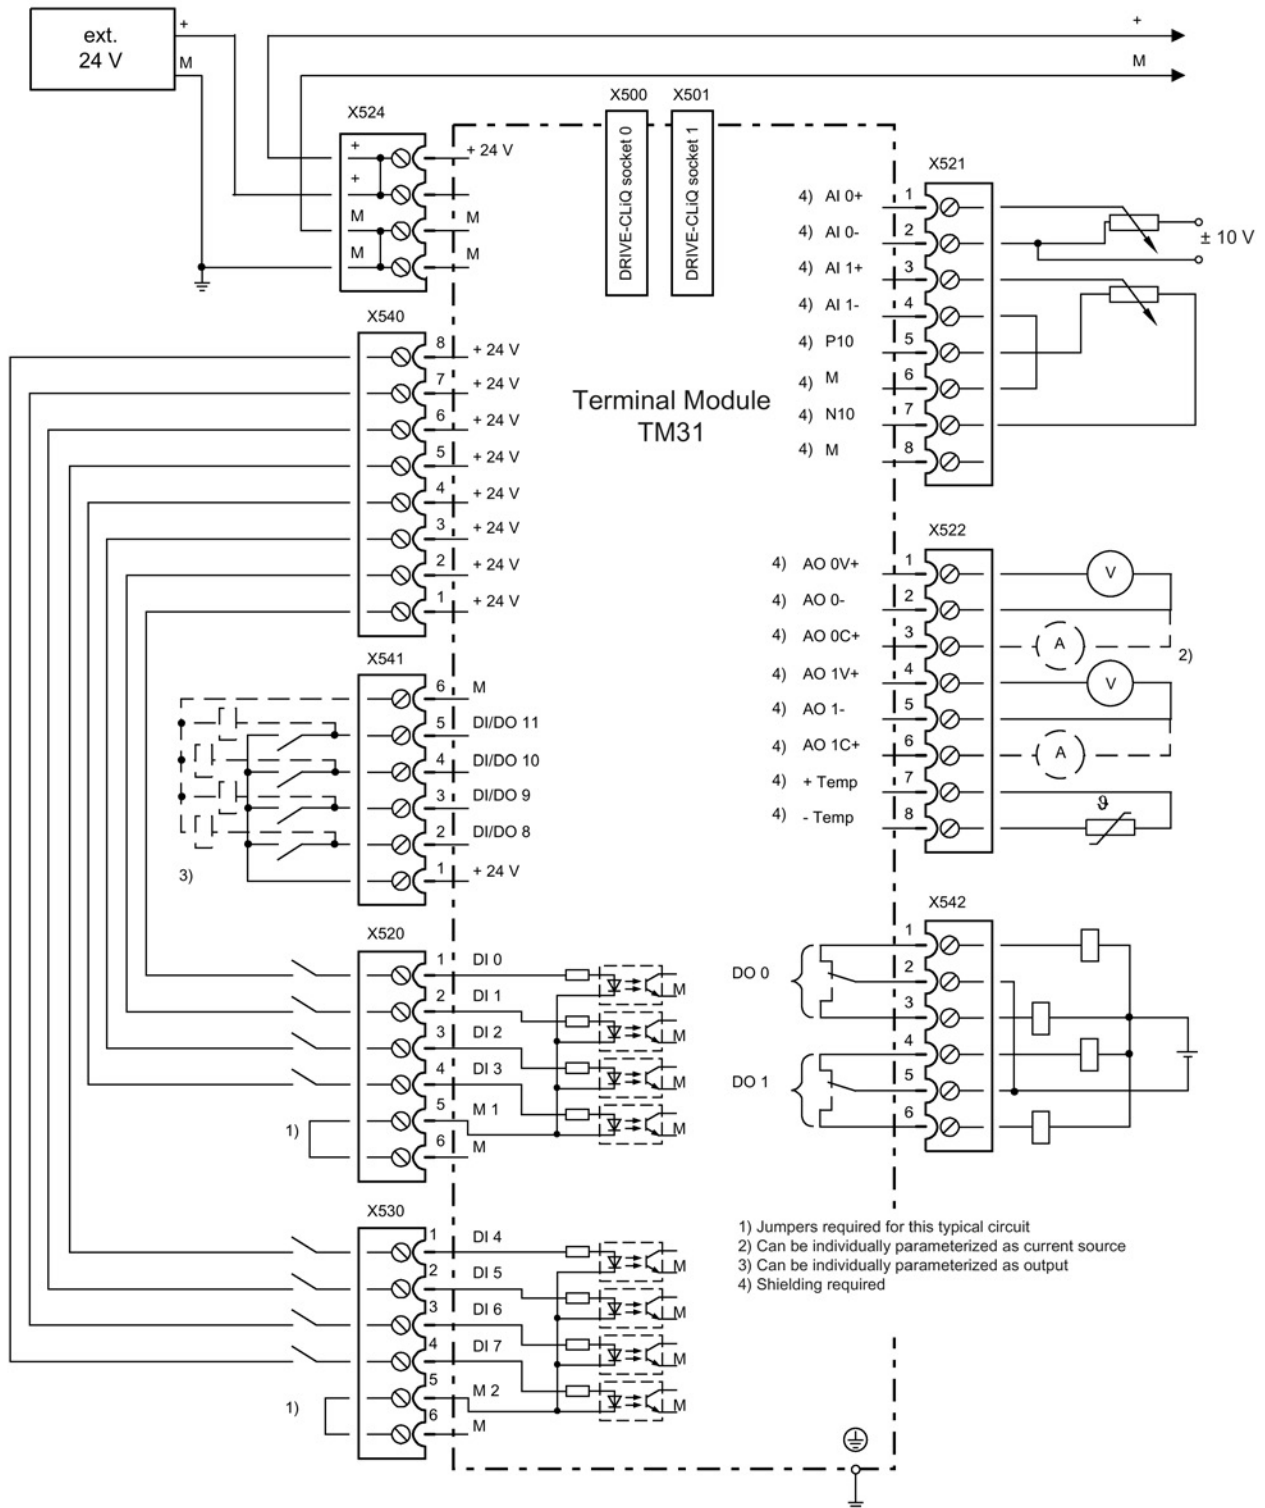 ext.
24 V
+
M
+
M
X524
+
+
M
M
+ 24 V
M
M
X500
X501
DRIVE-CLiQ socket 0
DRIVE-CLiQ socket 1
Terminal Module
TM31
X540
8 + 24 V
7 + 24 V
6 + 24 V
5 + 24 V
4 + 24 V
3 + 24 V
2 + 24 V
1 + 24 V
X541
6 M
5 DI/DO 11
4 DI/DO 10
3 DI/DO 9
2 DI/DO 8
1 + 24 V
3)
X520
1 DI 0
M
2 DI 1
M
3 DI 2
M
4 DI 3
M
5 M 1
6 M
1)
X530
1 DI 4
M
2 DI 5
M
3 DI 6
M
4 DI 7
M
5 M 2
6 M
1)
X521
4) AI 0+ 1
4) AI 0- 2
4) AI 1+ 3
4) AI 1- 4
4) P10 5
4) M 6
4) N10 7
4) M 8
± 10 V
X522
4) AO 0V+ 1 V
4) AO 0- 2
4) AO 0C+ 3 A
2)
4) AO 1V+ 4 V
4) AO 1- 5
4) AO 1C+ 6 A
4) + Temp 7
4) - Temp 8
ϑ
X542
DO 0
1
2
3
DO 1
4
5
6
1) Jumpers required for this typical circuit
2) Can be individually parameterized as current source
3) Can be individually parameterized as output
4) Shielding required